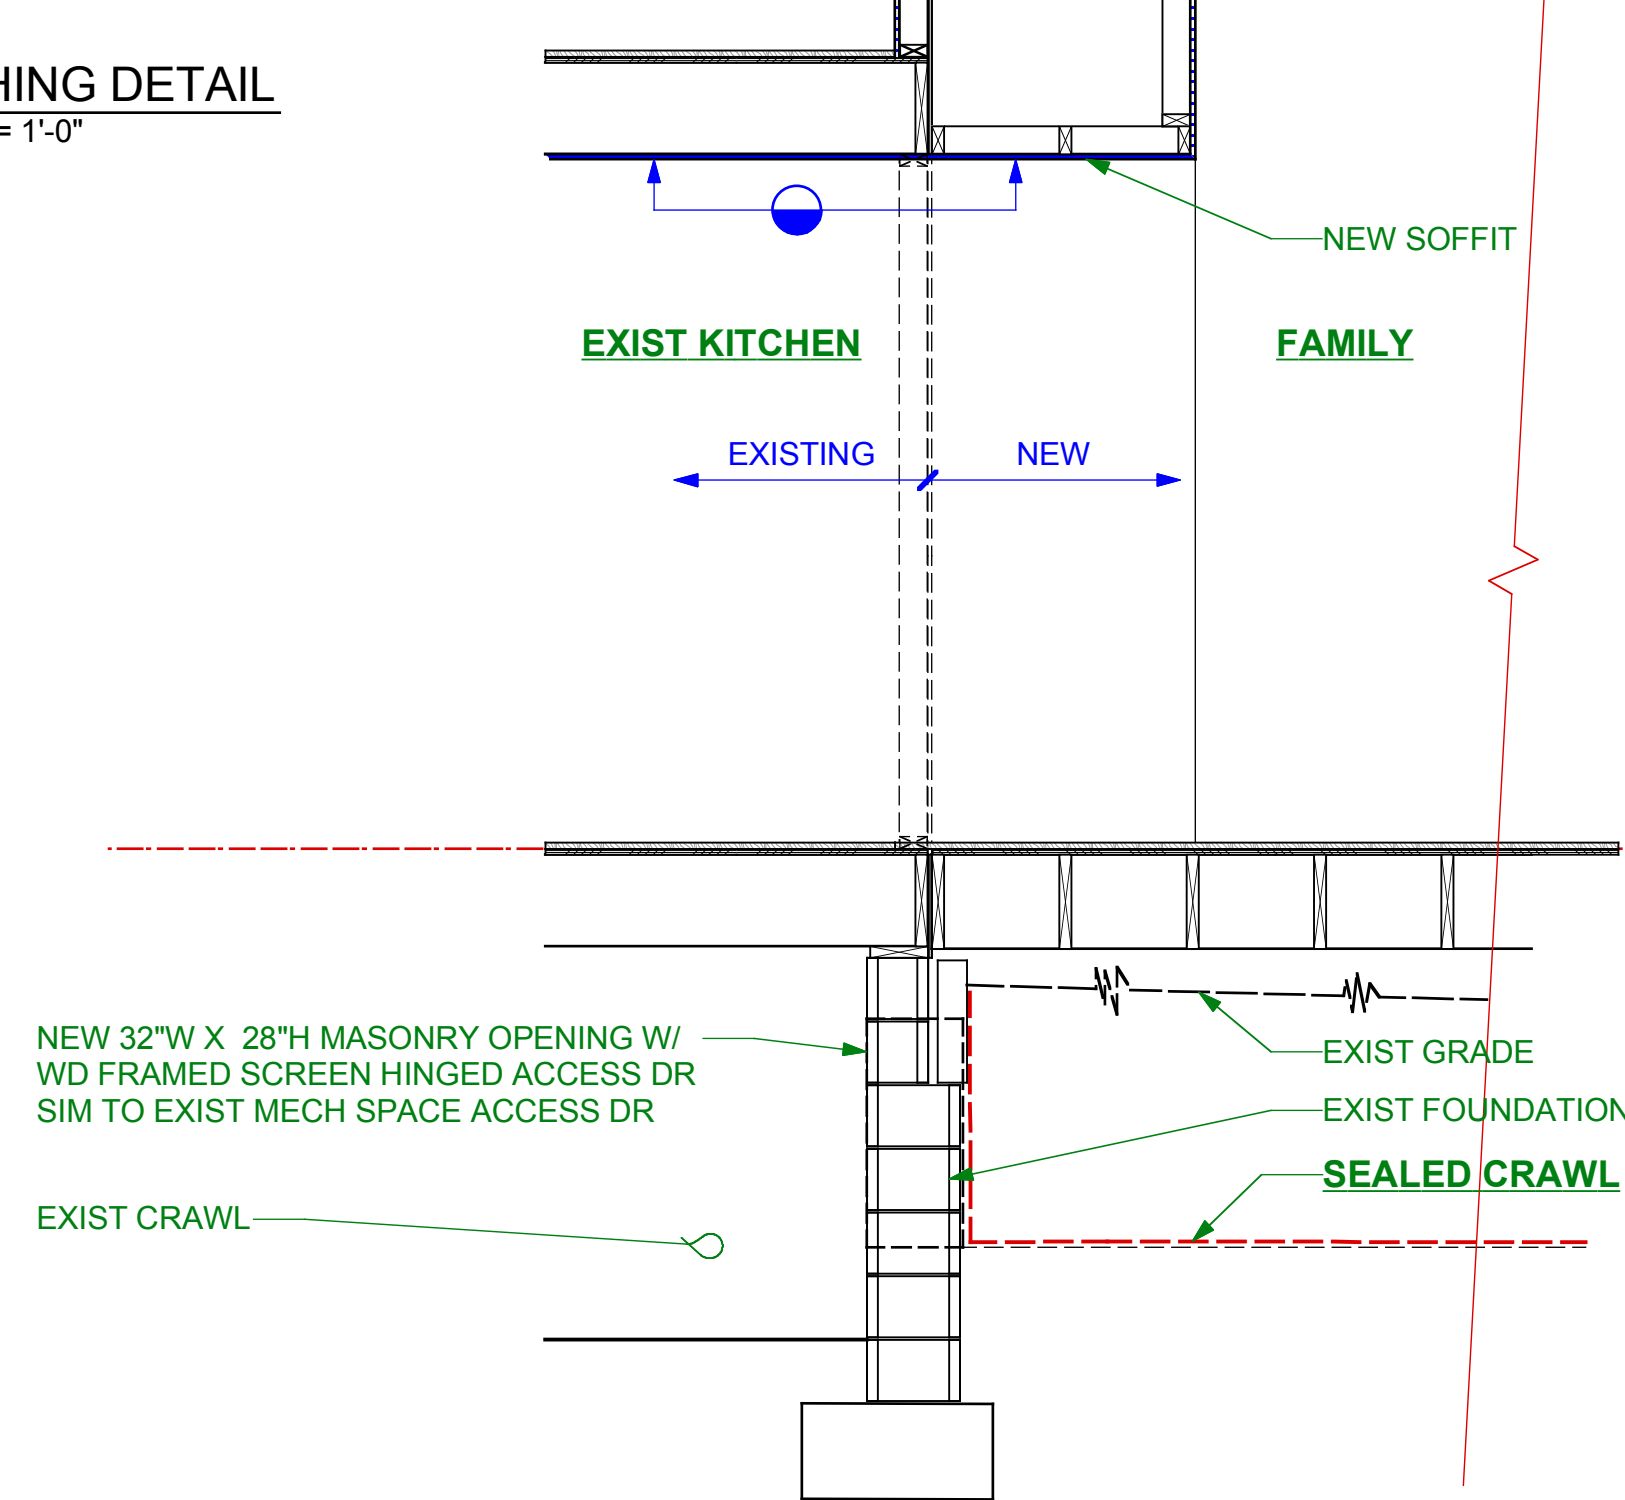 HING DETAIL
= 1'-0"
NEW SOFFIT
EXIST KITCHEN
FAMILY
EXISTING
NEW
NEW 32"W X 28"H MASONRY OPENING W/
WD FRAMED SCREEN HINGED ACCESS DR
SIM TO EXIST MECH SPACE ACCESS DR
EXIST GRADE
EXIST FOUNDATION
SEALED CRAWL
EXIST CRAWL